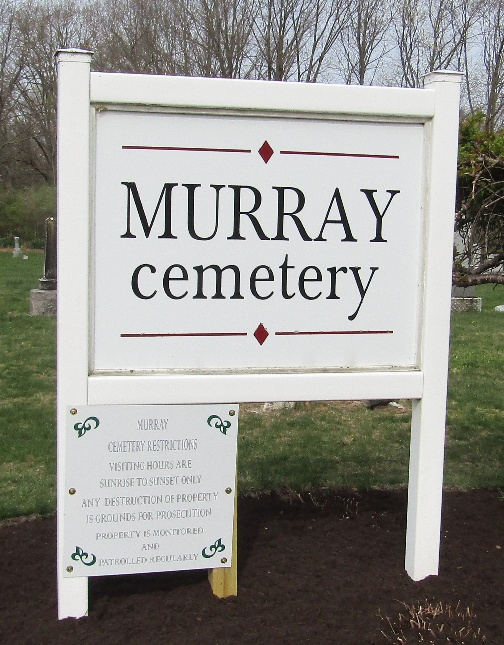 MURRAY
cemetery
MURRAY
CEMETERY RESTRICTIONS
VISITING HOURS ARE
SUNRISE TO SUNSET ONLY
ANY DESTRUCTION OF PROPERTY
IS GROUNDS FOR PROSECUTION
PROPERTY IS MONITORED
AND
PATROLLED REGULARLY